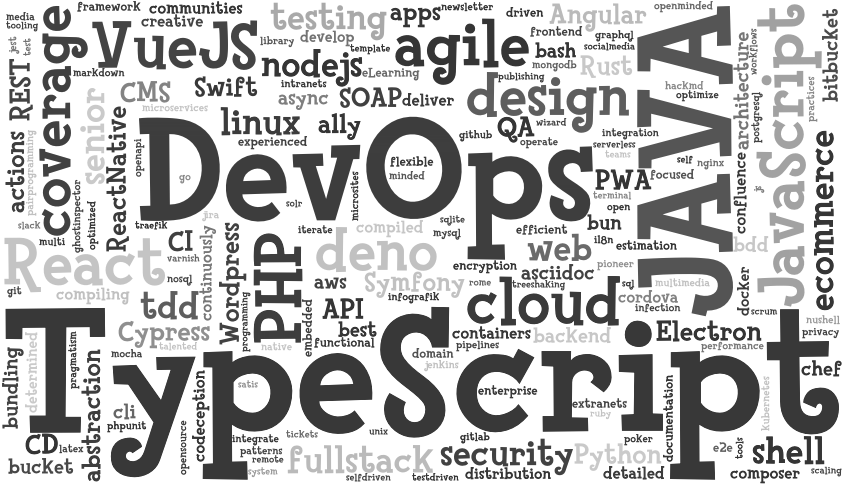 media
tooling
framework
communities
creative
testing
apps
newsletter
driven
Angular
openminded
coverage
VueJS
library
develop
template
agile
frontend
graphql
socialmedia
bash
mongodb
Rust
JAVA
architecture
workflows
JavaScript
practices
bitbucket
jest
test
REST
actions
pairprogramming
markdown
CMS
Swift
nodejs
eLearning
intranets
async
SOAP
deliver
publishing
design
hackmd
optimize
postgresql
senior
microservices
linux
ally
experienced
github
QA
wizard
operate
integration
serverless
teams
self
nginx
focused
ReactNative
openapi
DevOps
go
flexible
minded
PWA
terminal
open
confluence
ecommerce
slack
multi
ghostinspector
optimized
traefik
jira
solr
microsites
sqlite
mysql
iterate
compiled
efficient
bun
i18n
estimation
bdd
React
CI
varnish
nosql
continuously
Wordpress
programming
PHP
deno
web
encryption
asciidoc
pioneer
git
compiling
tdd
aws
Symfony
rome
treeshaking
sql
multimedia
docker
scrum
infografik
cloud
cordova
infection
API
best
functional
embedded
Cypress
talented
native
containers
pipelines
backend
Electron
performance
nushell
privacy
TypeScript
determined
pragmatism
mocha
bundling
abstraction
domain
jenkins
enterprise
extranets
ruby
satis
chef
kubernetes
cli
phpunit
opensource
codeception
CD
latex
bucket
integrate
patterns
remote
system
tickets
unix
gitlab
fullstack
selfdriven
testdriven
security
distribution
Python
poker
detailed
documentation
e2e
tools
shell
composer
scaling